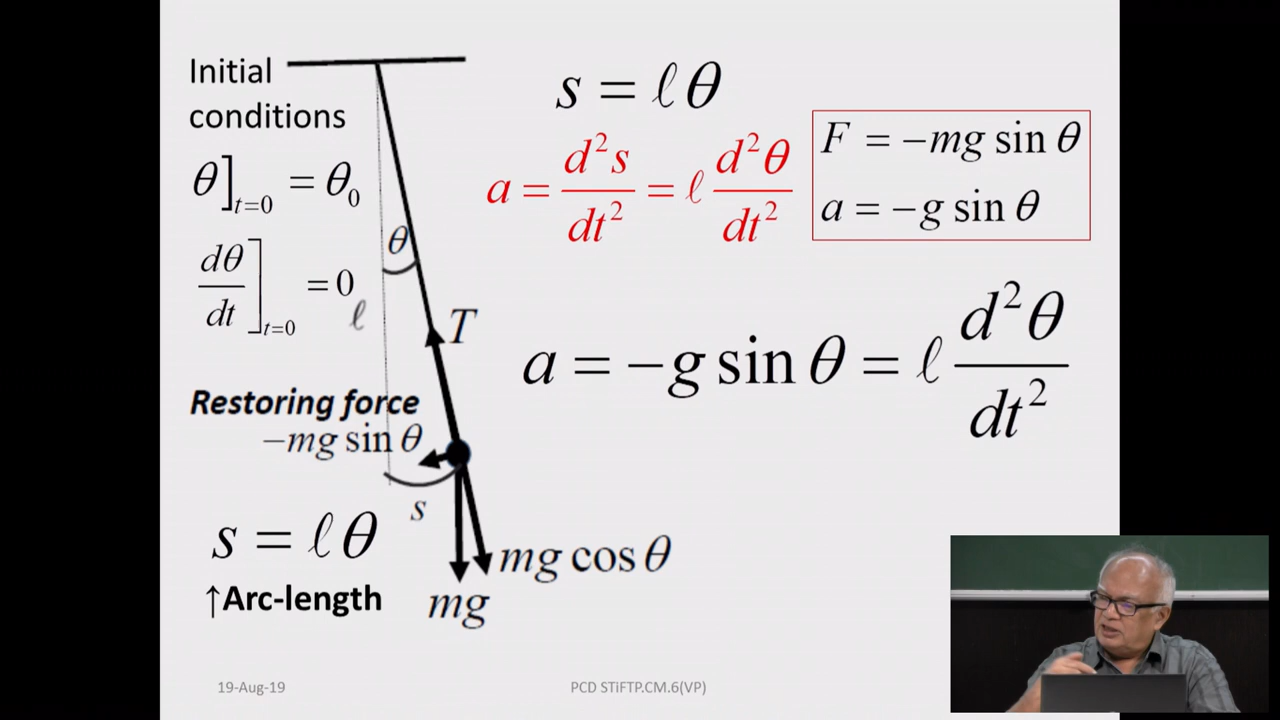 Initial
conditions
θ]ₜ₌₀ = θ₀
dθ/dt]ₜ₌₀ = 0
ℓ
θ
T
Restoring force
−mg sin θ
s
s = ℓθ
↑Arc-length
mg cos θ
mg
s = ℓθ
a = d²s/dt² = ℓ d²θ/dt²
F = −mg sin θ
a = −g sin θ
a = −g sin θ = ℓ d²θ/dt²
19-Aug-19
PCD STiFTP.CM.6(VP)